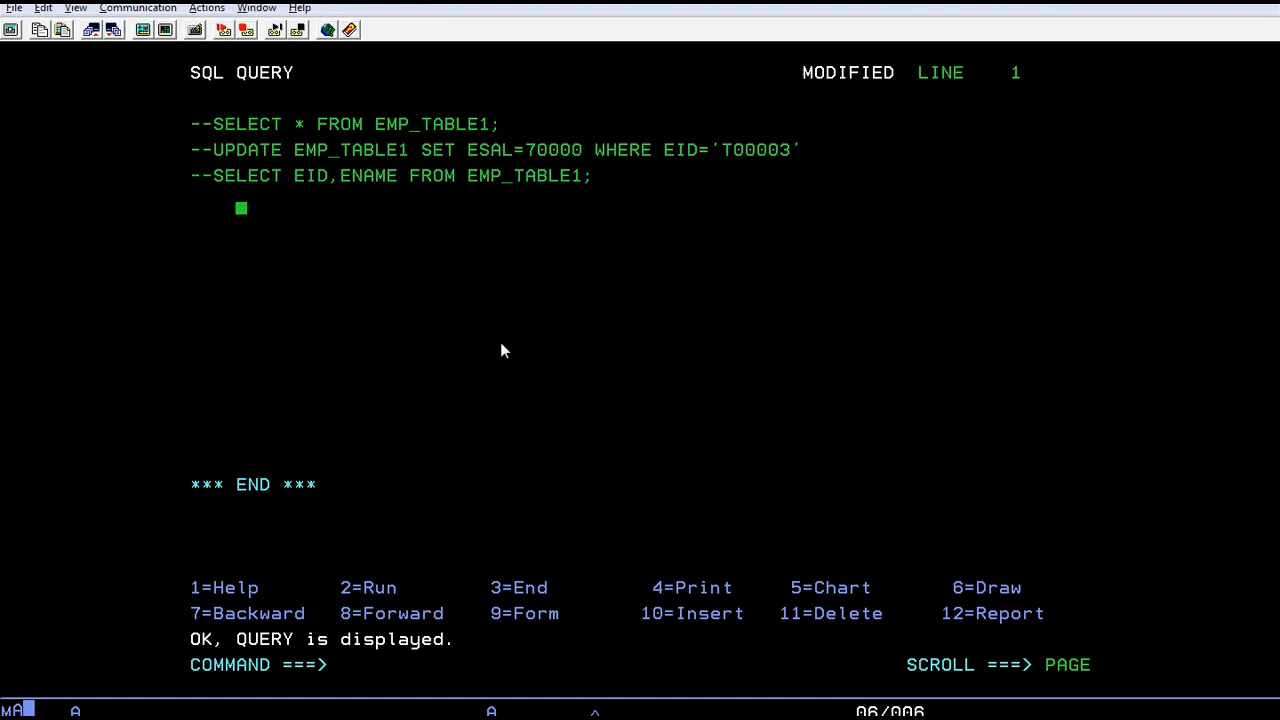 File Edit View Communication Actions Window Help
SQL QUERY MODIFIED LINE 1
--SELECT * FROM EMP_TABLE1;
--UPDATE EMP_TABLE1 SET ESAL=70000 WHERE EID='T00003'
--SELECT EID,ENAME FROM EMP_TABLE1;
*** END ***
1=Help 2=Run 3=End 4=Print 5=Chart 6=Draw
7=Backward 8=Forward 9=Form 10=Insert 11=Delete 12=Report
OK, QUERY is displayed.
COMMAND ===> SCROLL ===> PAGE
MA A A ^ 06/006